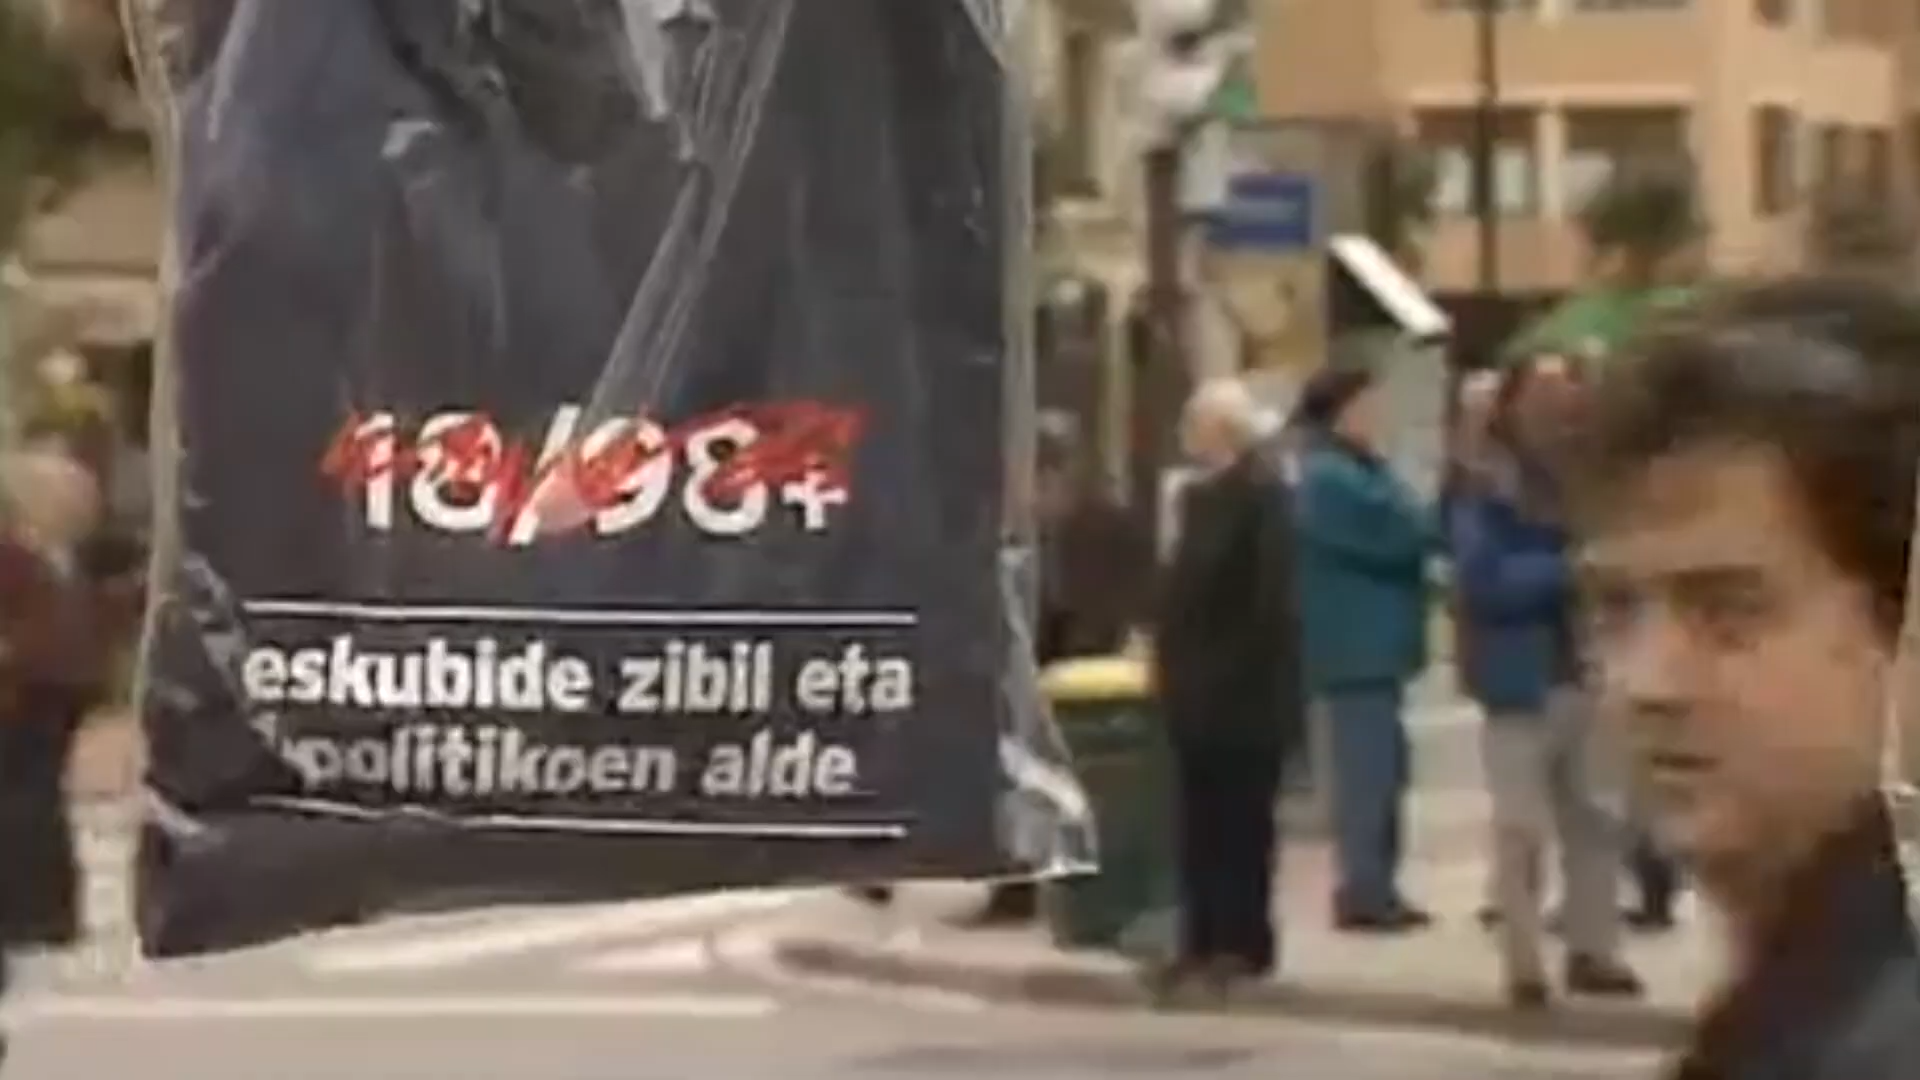 18/98+
eskubide zibil eta
politikoen alde